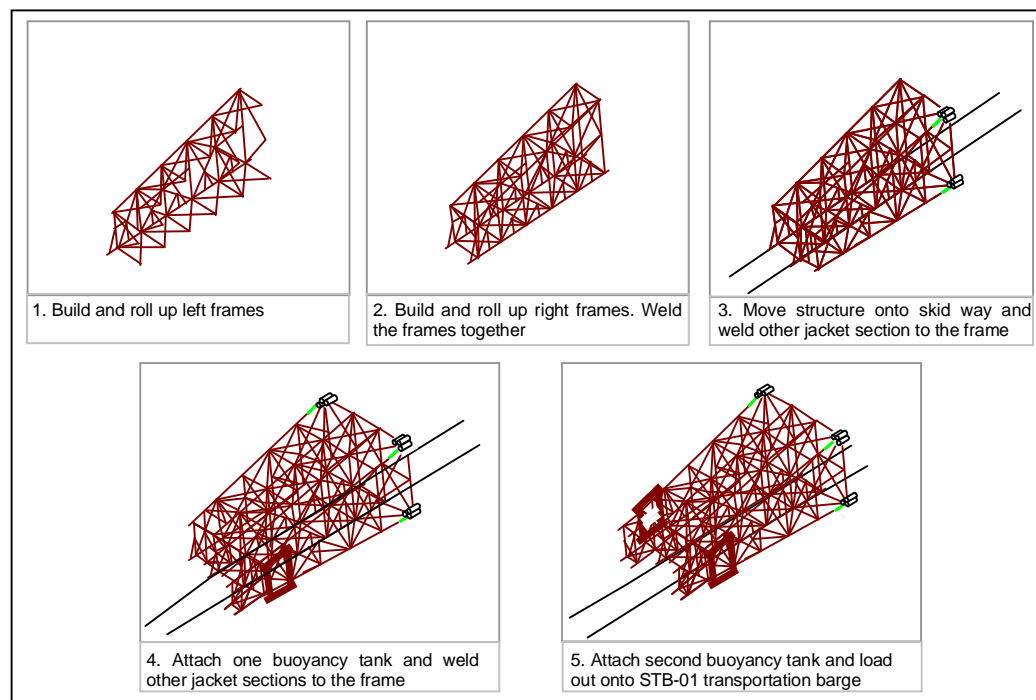 1. Build and roll up left frames
2. Build and roll up right frames. Weld
the frames together
3. Move structure onto skid way and
weld other jacket section to the frame
4. Attach one buoyancy tank and weld
other jacket sections to the frame
5. Attach second buoyancy tank and load
out onto STB-01 transportation barge